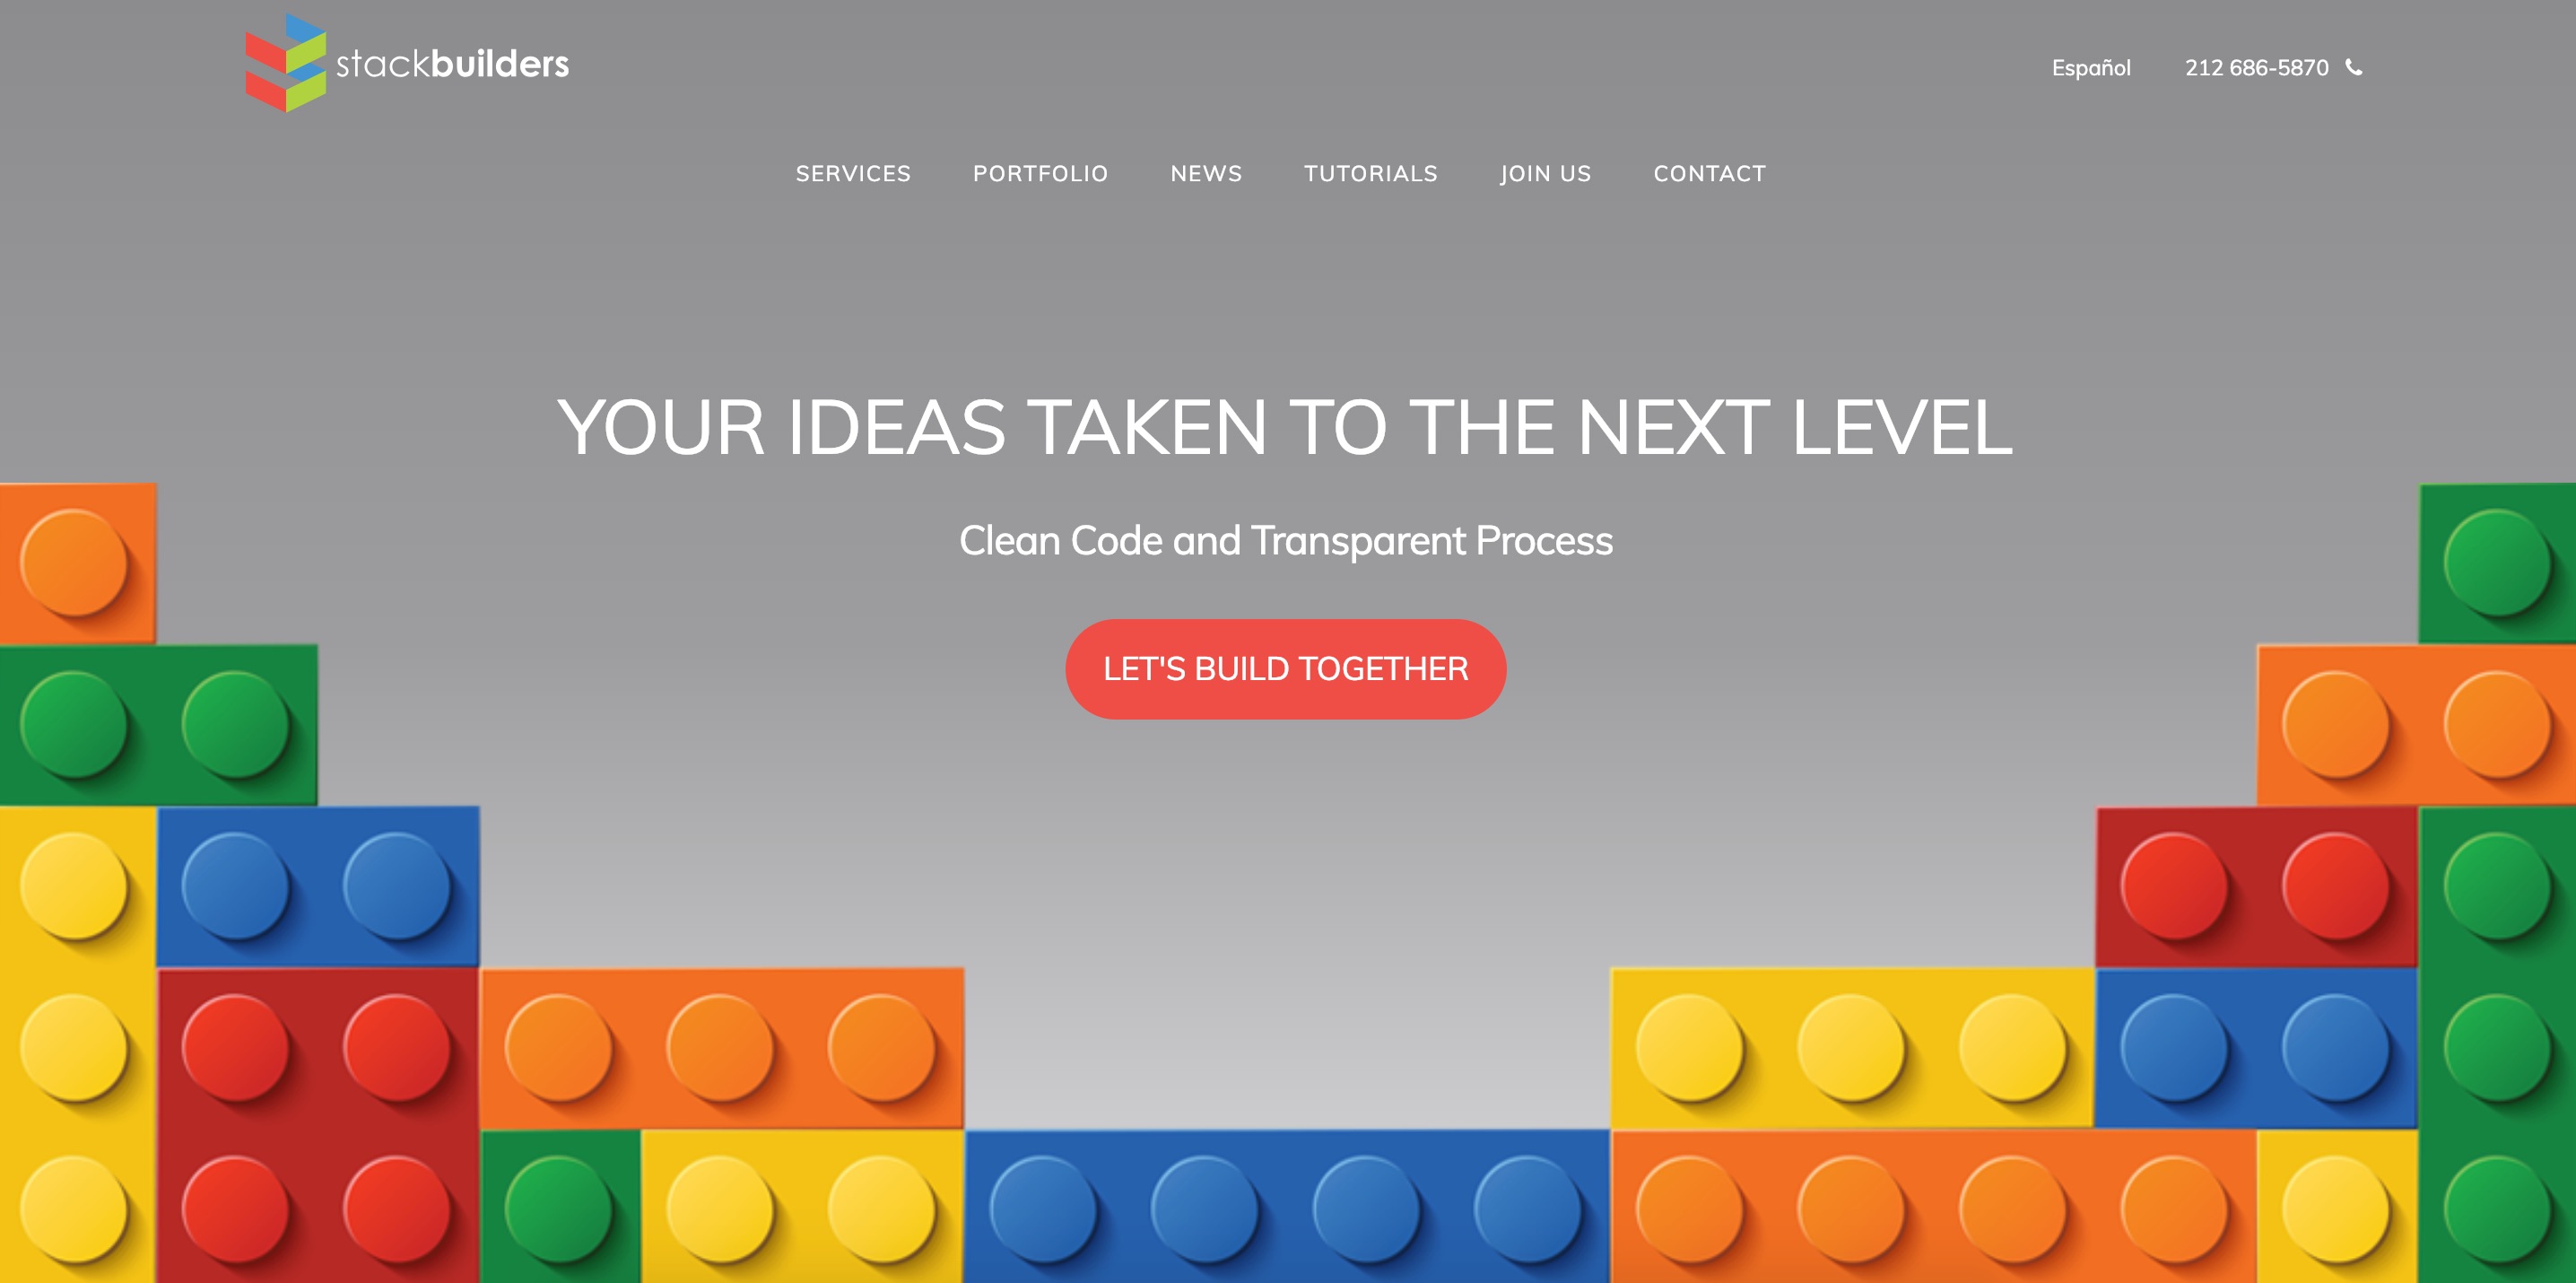 stackbuilders
Español 212 686-5870
SERVICES PORTFOLIO NEWS TUTORIALS JOIN US CONTACT
YOUR IDEAS TAKEN TO THE NEXT LEVEL
Clean Code and Transparent Process
LET'S BUILD TOGETHER